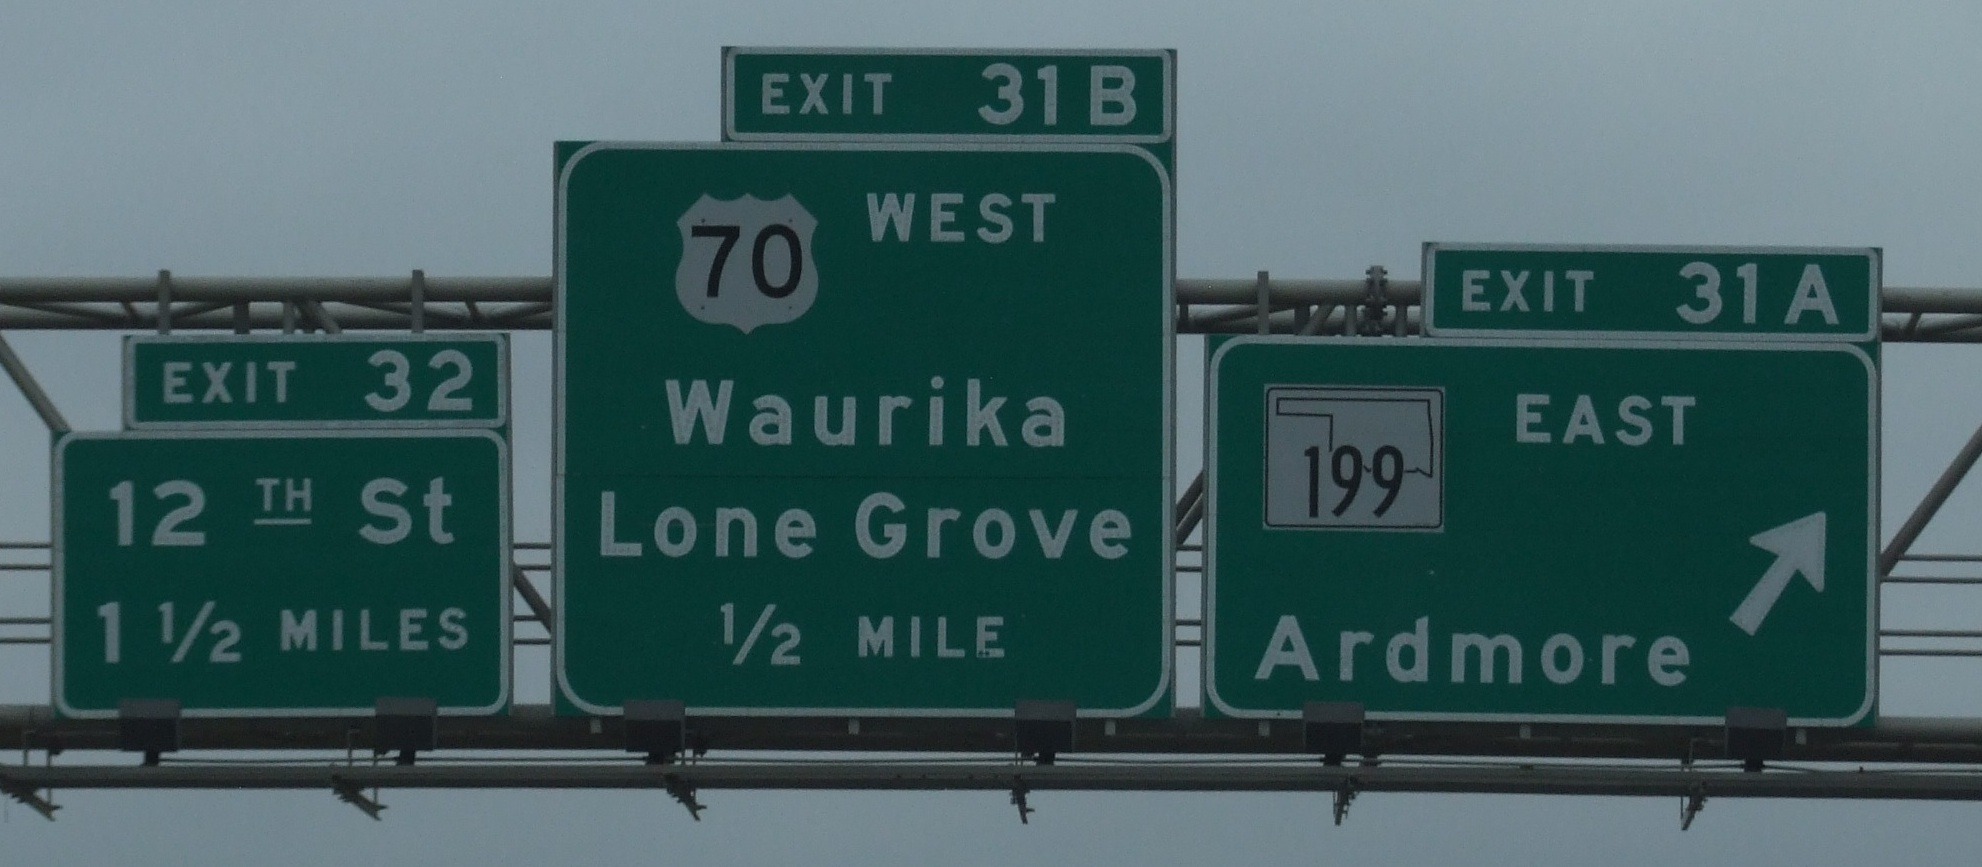 EXIT 32
12 TH St
1 1/2 MILES
EXIT 31B
70 WEST
Waurika
Lone Grove
1/2 MILE
EXIT 31A
199 EAST
Ardmore